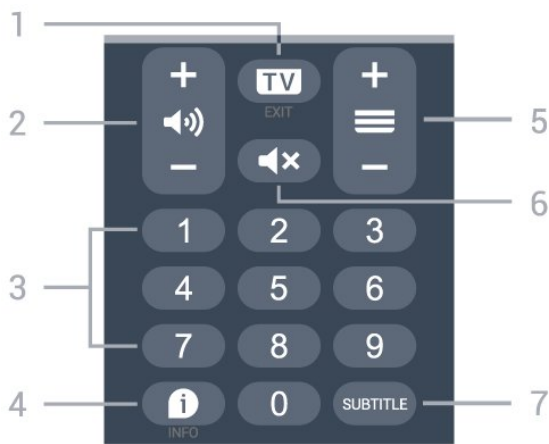 1
+ TV +
2 EXIT 5
− −
6
1 2 3
3
4 5 6
7 8 9
4 i 0 SUBTITLE 7
INFO